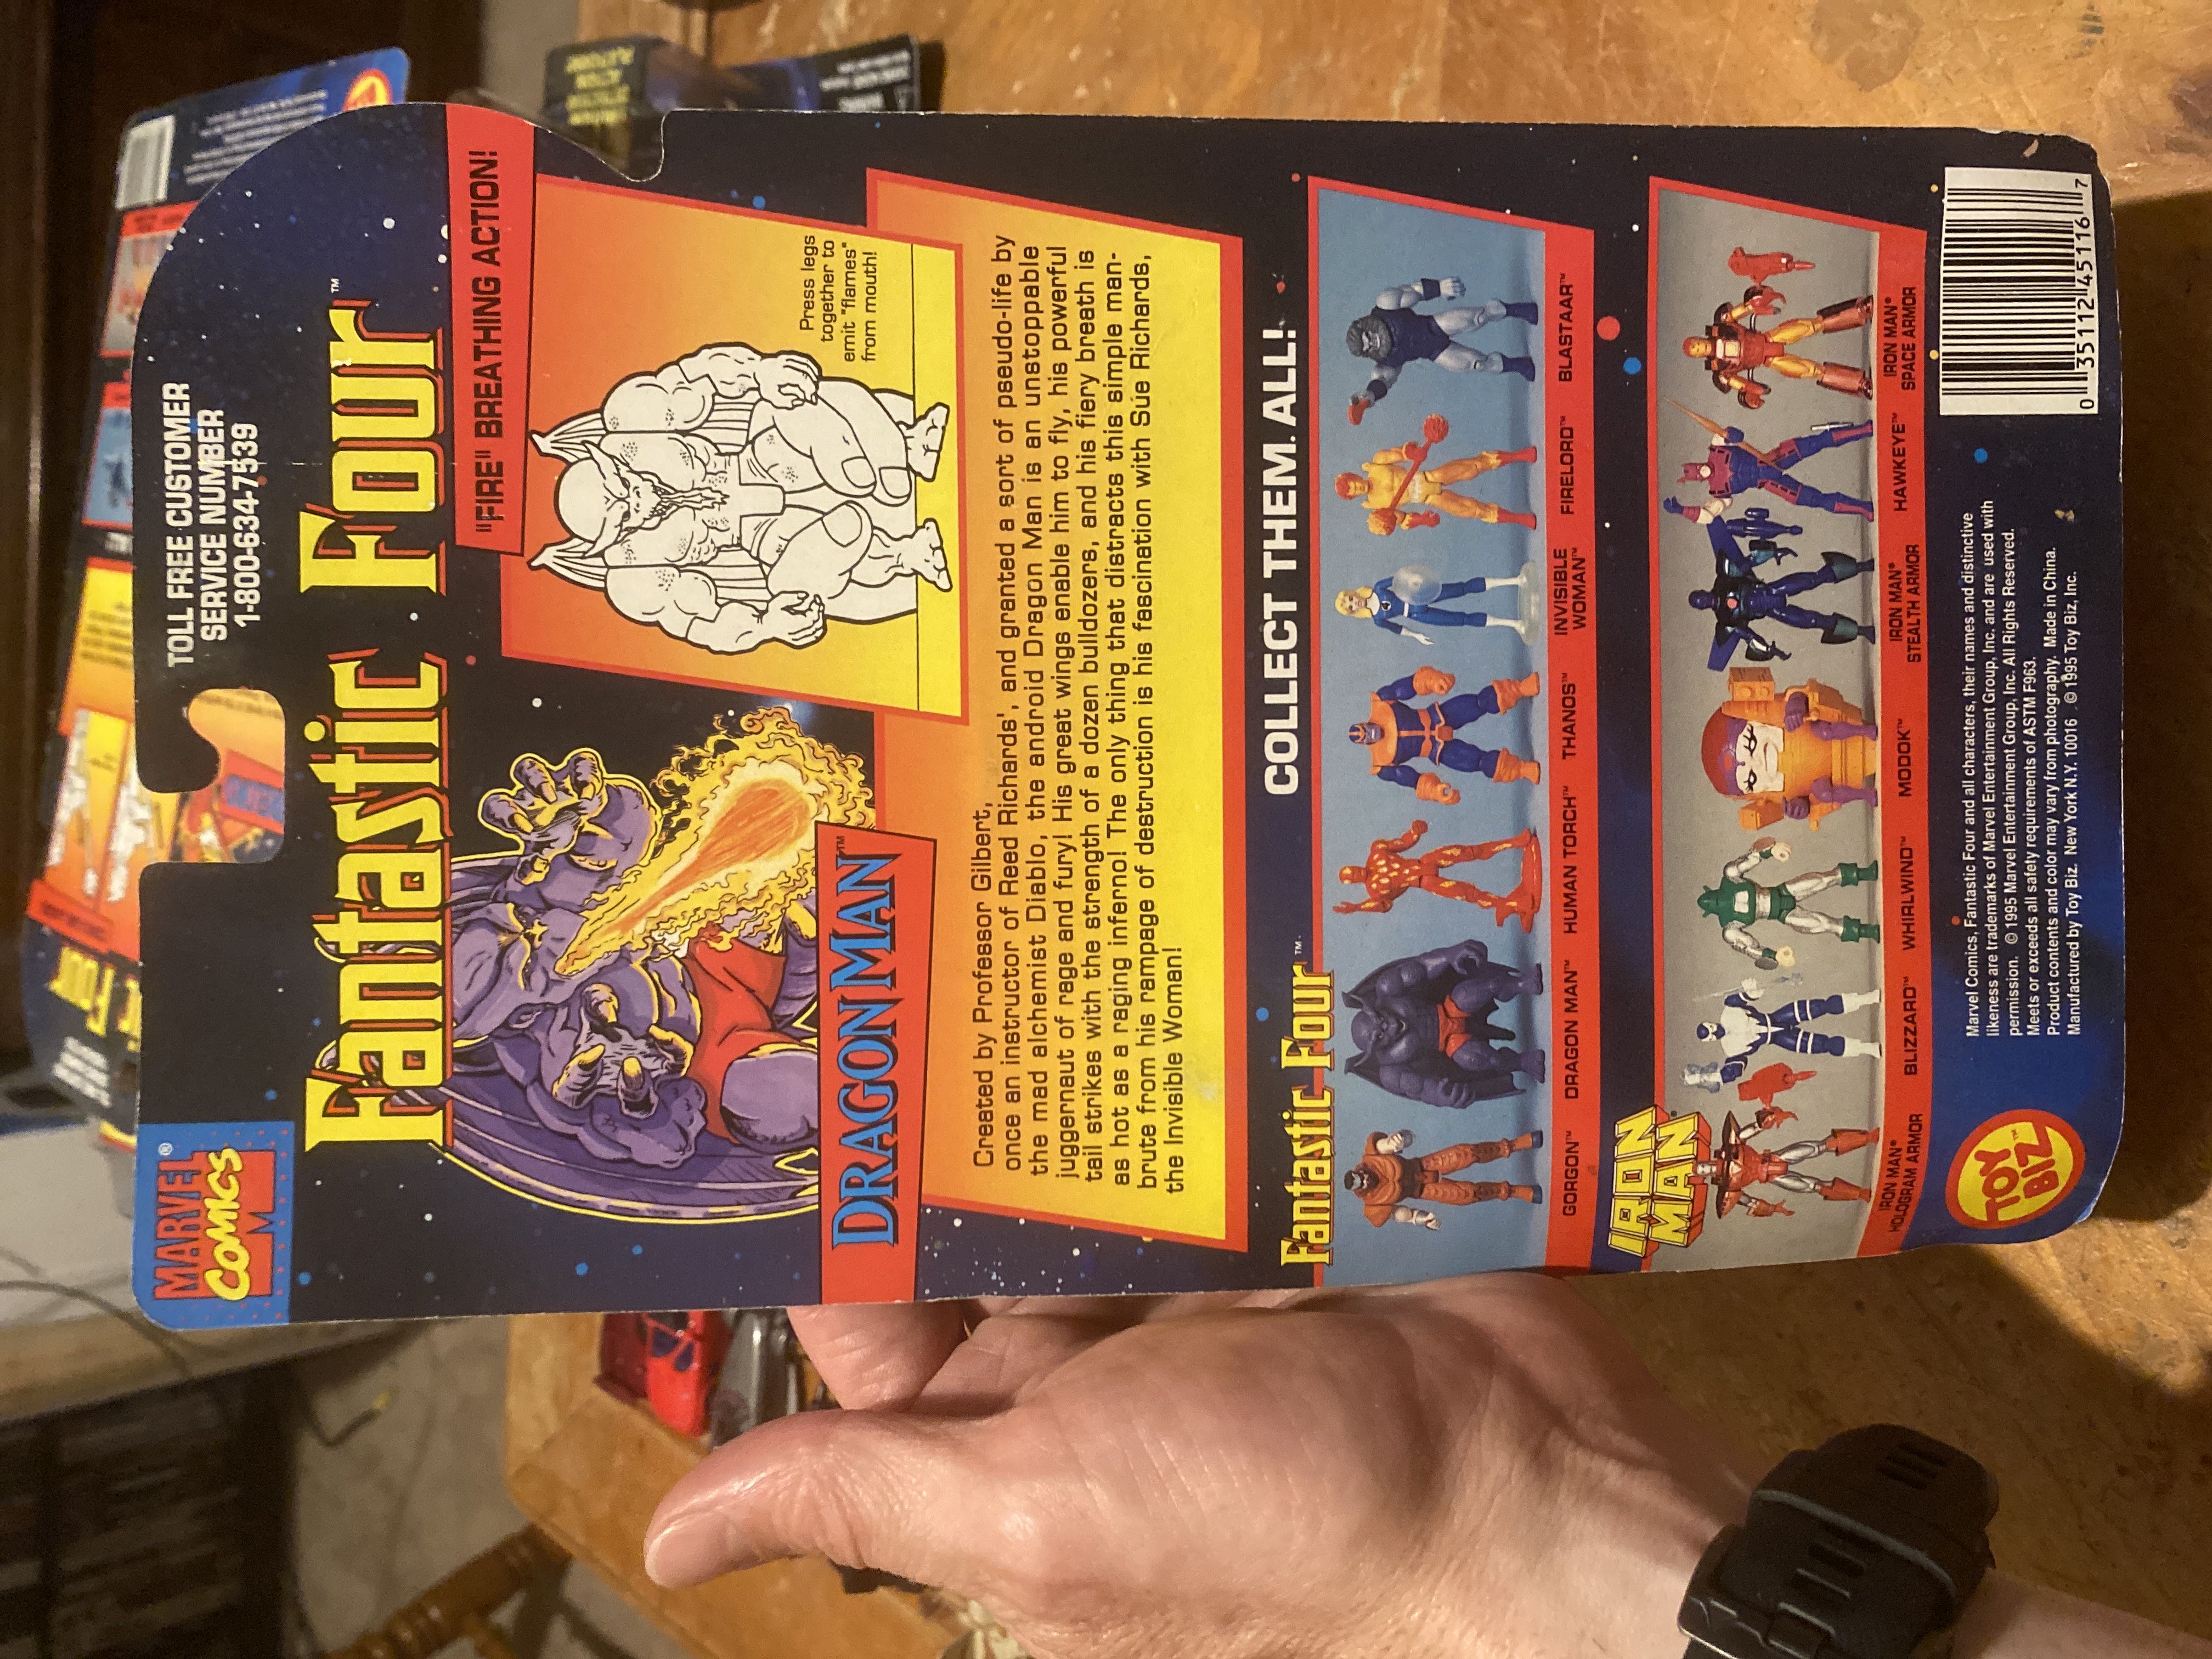 MARVEL®
COMICS
TOLL FREE CUSTOMER
SERVICE NUMBER
1-800-634-7539
Fantastic Four™
"FIRE" BREATHING ACTION!
Press legs
together to
emit "flames"
from mouth!
DRAGON MAN™
Created by Professor Gilbert,
once an instructor of Reed Richards', and granted a sort of pseudo-life by
the mad alchemist Diablo, the android Dragon Man is an unstoppable
juggernaut of rage and fury! His great wings enable him to fly, his powerful
tail strikes with the strength of a dozen bulldozers, and his fiery breath is
as hot as a raging inferno! The only thing that distracts this simple man-
brute from his rampage of destruction is his fascination with Sue Richards,
the Invisible Woman!
COLLECT THEM ALL!
Fantastic Four™
GORGON™
DRAGON MAN™
HUMAN TORCH™
THANOS™
INVISIBLE
WOMAN™
FIRELORD™
BLASTAAR™
IRON
MAN®
IRON MAN®
HOLOGRAM ARMOR
BLIZZARD™
WHIRLWIND™
MODOK™
IRON MAN®
STEALTH ARMOR
HAWKEYE™
IRON MAN®
SPACE ARMOR
TOY
BIZ™
Marvel Comics, Fantastic Four and all characters, their names and distinctive
likeness are trademarks of Marvel Entertainment Group, Inc. and are used with
permission. © 1995 Marvel Entertainment Group, Inc. All Rights Reserved.
Meets or exceeds all safety requirements of ASTM F963.
Product contents and color may vary from photography. Made in China.
Manufactured by Toy Biz. New York N.Y. 10016 © 1995 Toy Biz, Inc.
0 35112 45116 7